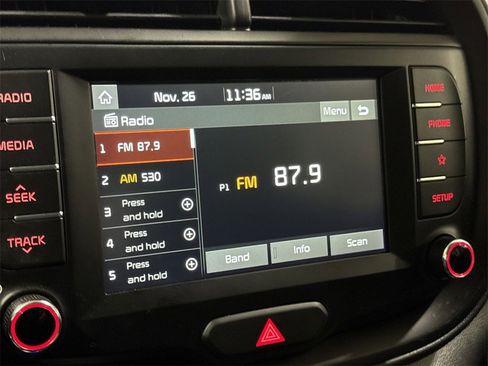 RADIO
MEDIA
SEEK
TRACK
Nov. 26 11:36 AM
Radio
Menu
1 FM 87.9
2 AM 530
3 Press
and hold
4 Press
and hold
5 Press
and hold
P1 FM 87.9
Band Info Scan
HOME
PHONE
SETUP